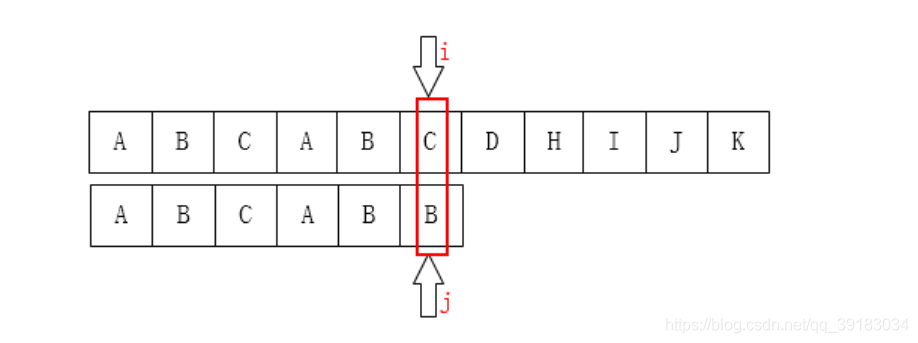 i
A B C A B C D H I J K
A B C A B B
j
https://blog.csdn.net/qq_39183034